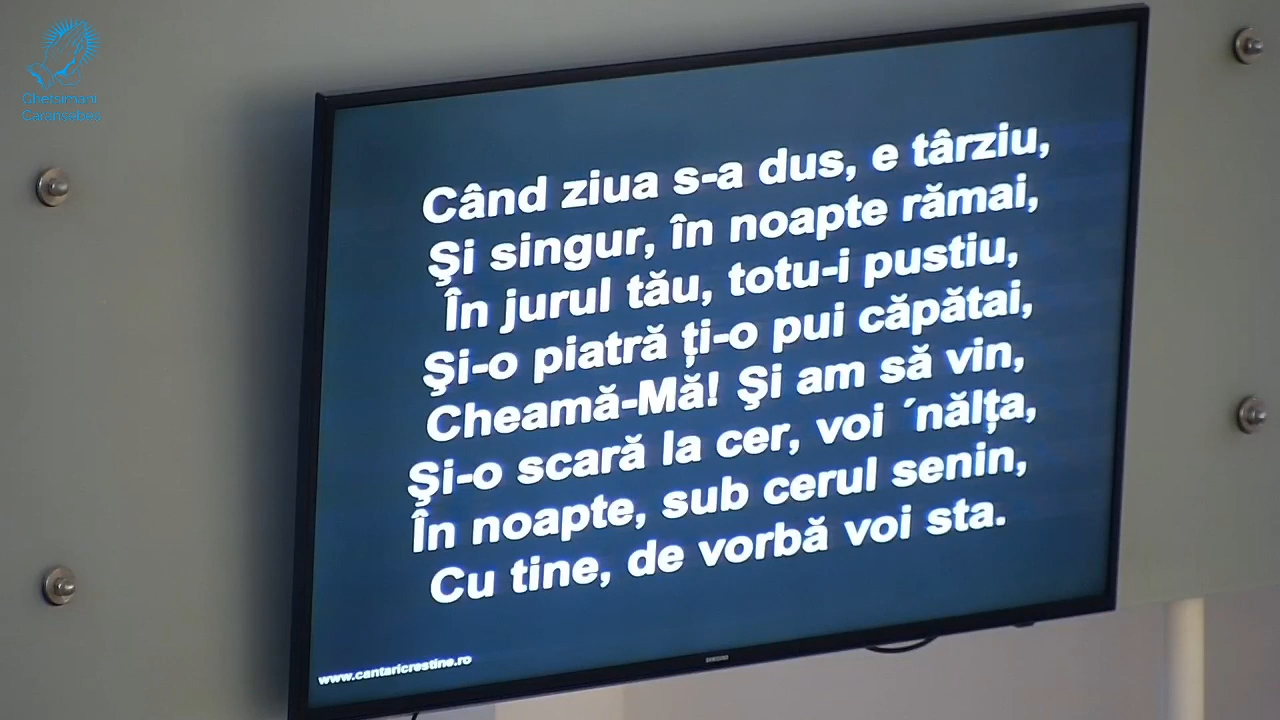 Ghetsimani
Caransebeș
Când ziua s-a dus, e târziu,
Şi singur, în noapte rămai,
În jurul tău, totu-i pustiu,
Şi-o piatră ţi-o pui căpătai,
Cheamă-Mă! Şi am să vin,
Şi-o scară la cer, voi ´nălţa,
În noapte, sub cerul senin,
Cu tine, de vorbă voi sta.
www.cantaricrestine.ro
SAMSUNG